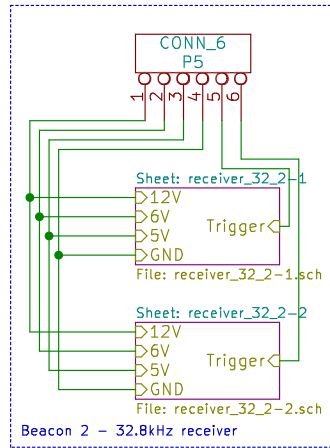 CONN_6
P5
1 2 3 4 5 6
Sheet: receiver_32_2-1
12V
6V
Trigger
5V
GND
File: receiver_32_2-1.sch
Sheet: receiver_32_2-2
12V
6V
Trigger
5V
GND
File: receiver_32_2-2.sch
Beacon 2 - 32.8kHz receiver